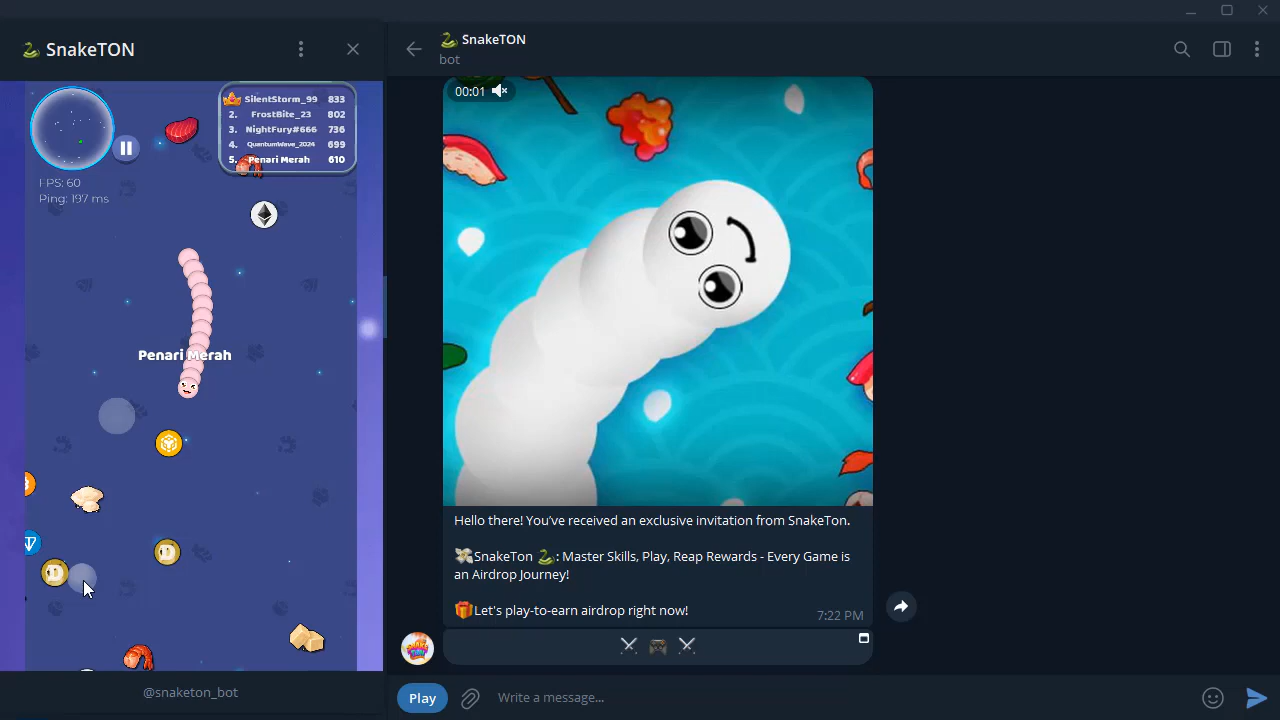 SnakeTON
SilentStorm_99 833
2. FrostBite_23 802
3. NightFury#666 736
4. QuantumWave_2024 699
5. Penari Merah 610
FPS: 60
Ping: 197 ms
Penari Merah
@snaketon_bot
SnakeTON
bot
00:01
Hello there! You’ve received an exclusive invitation from SnakeTon.
SnakeTon : Master Skills, Play, Reap Rewards - Every Game is
an Airdrop Journey!
Let's play-to-earn airdrop right now!
7:22 PM
Play
Write a message...